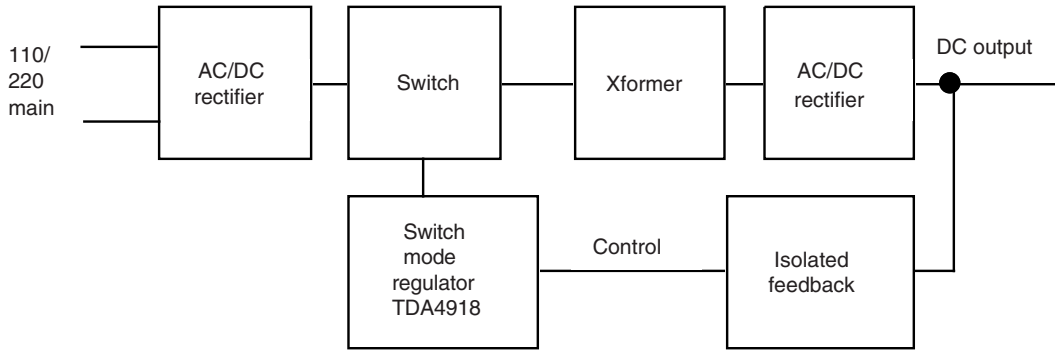 110/
220
main
AC/DC
rectifier
Switch
Xformer
AC/DC
rectifier
DC output
Switch
mode
regulator
TDA4918
Control
Isolated
feedback